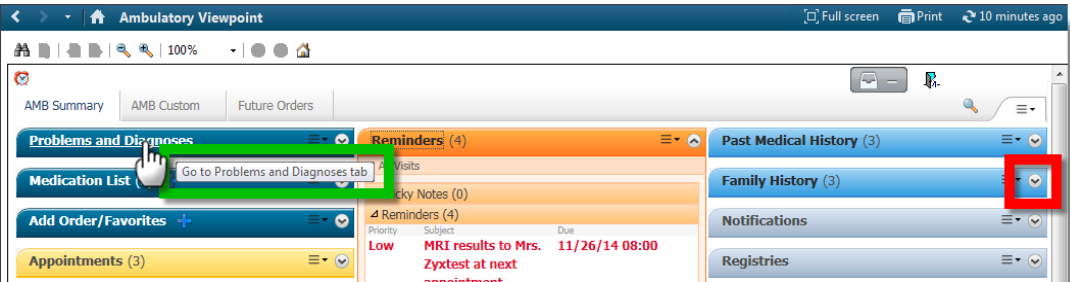 Ambulatory Viewpoint
Full screen Print 10 minutes ago
100%
AMB Summary AMB Custom Future Orders
Problems and Diagnoses
Go to Problems and Diagnoses tab
Medication List
Add Order/Favorites
Appointments (3)
Reminders (4)
Visits
Notes (0)
Reminders (4)
Priority Subject Due
Low MRI results to Mrs. 11/26/14 08:00
Zyxtest at next
appointment
Past Medical History (3)
Family History (3)
Notifications
Registries